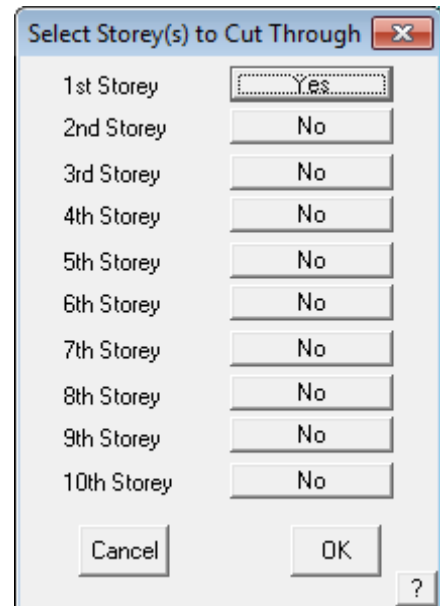 Select Storey(s) to Cut Through
1st Storey Yes
2nd Storey No
3rd Storey No
4th Storey No
5th Storey No
6th Storey No
7th Storey No
8th Storey No
9th Storey No
10th Storey No
Cancel OK
?